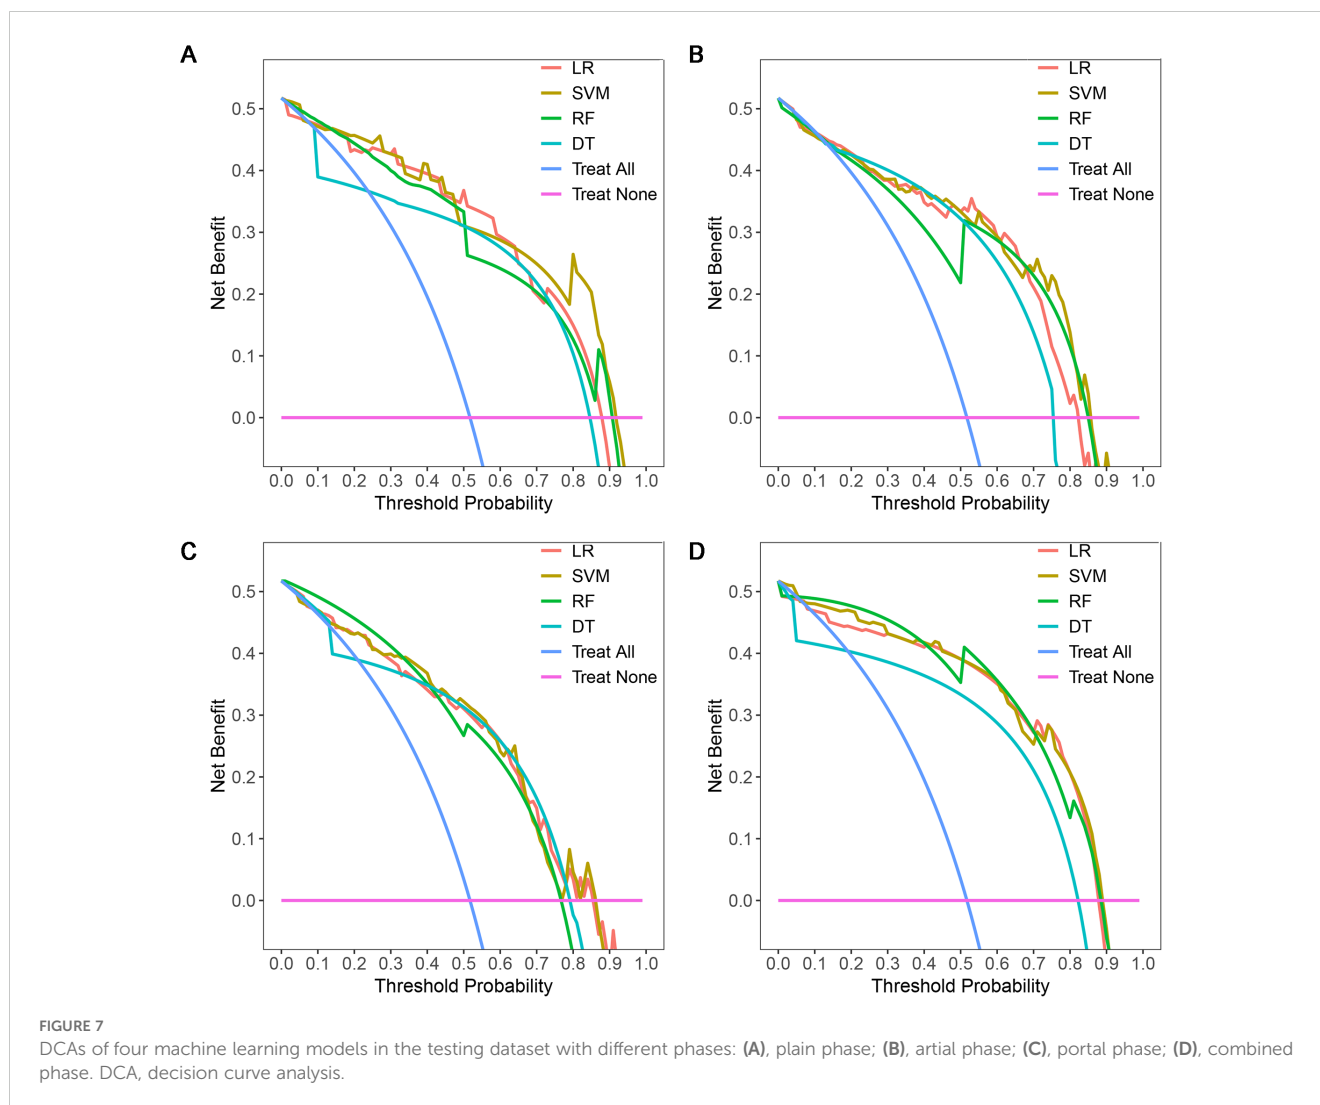 A
LR
SVM
RF
DT
Treat All
Treat None
0.5
0.4
0.3
0.2
0.1
0.0
Net Benefit
0.0 0.1 0.2 0.3 0.4 0.5 0.6 0.7 0.8 0.9 1.0
Threshold Probability
B
LR
SVM
RF
DT
Treat All
Treat None
0.5
0.4
0.3
0.2
0.1
0.0
Net Benefit
0.0 0.1 0.2 0.3 0.4 0.5 0.6 0.7 0.8 0.9 1.0
Threshold Probability
C
LR
SVM
RF
DT
Treat All
Treat None
0.5
0.4
0.3
0.2
0.1
0.0
Net Benefit
0.0 0.1 0.2 0.3 0.4 0.5 0.6 0.7 0.8 0.9 1.0
Threshold Probability
D
LR
SVM
RF
DT
Treat All
Treat None
0.5
0.4
0.3
0.2
0.1
0.0
Net Benefit
0.0 0.1 0.2 0.3 0.4 0.5 0.6 0.7 0.8 0.9 1.0
Threshold Probability
FIGURE 7
DCAs of four machine learning models in the testing dataset with different phases: (A), plain phase; (B), artial phase; (C), portal phase; (D), combined
phase. DCA, decision curve analysis.